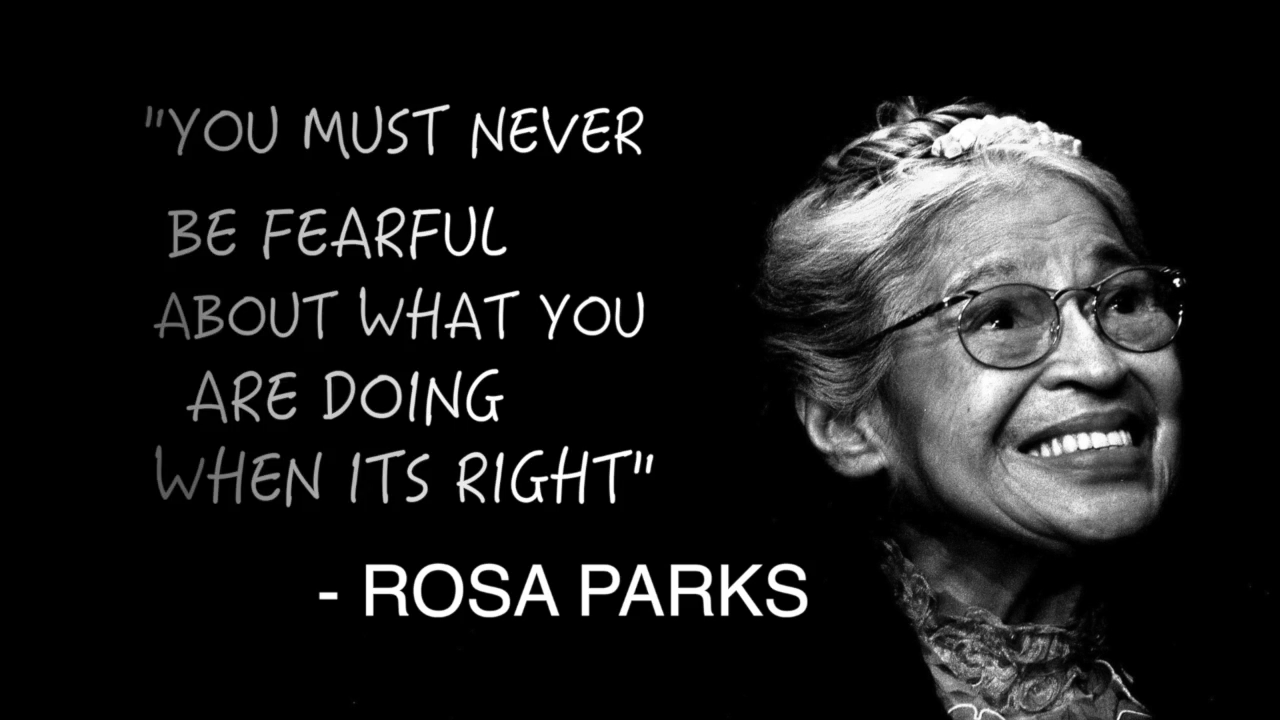 "YOU MUST NEVER
BE FEARFUL
ABOUT WHAT YOU
ARE DOING
WHEN ITS RIGHT"
- ROSA PARKS